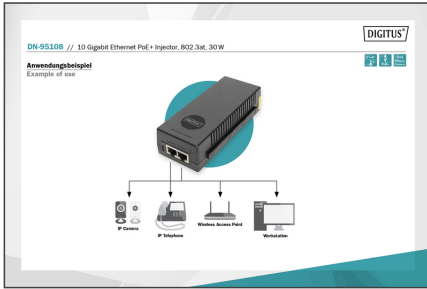 DIGITUS®
DN-95108 // 10 Gigabit Ethernet PoE+ Injector, 802.3at, 30 W
Anwendungsbeispiel
Example of use
DIGITUS
IP Camera
IP Telephone
Wireless Access Point
Workstation